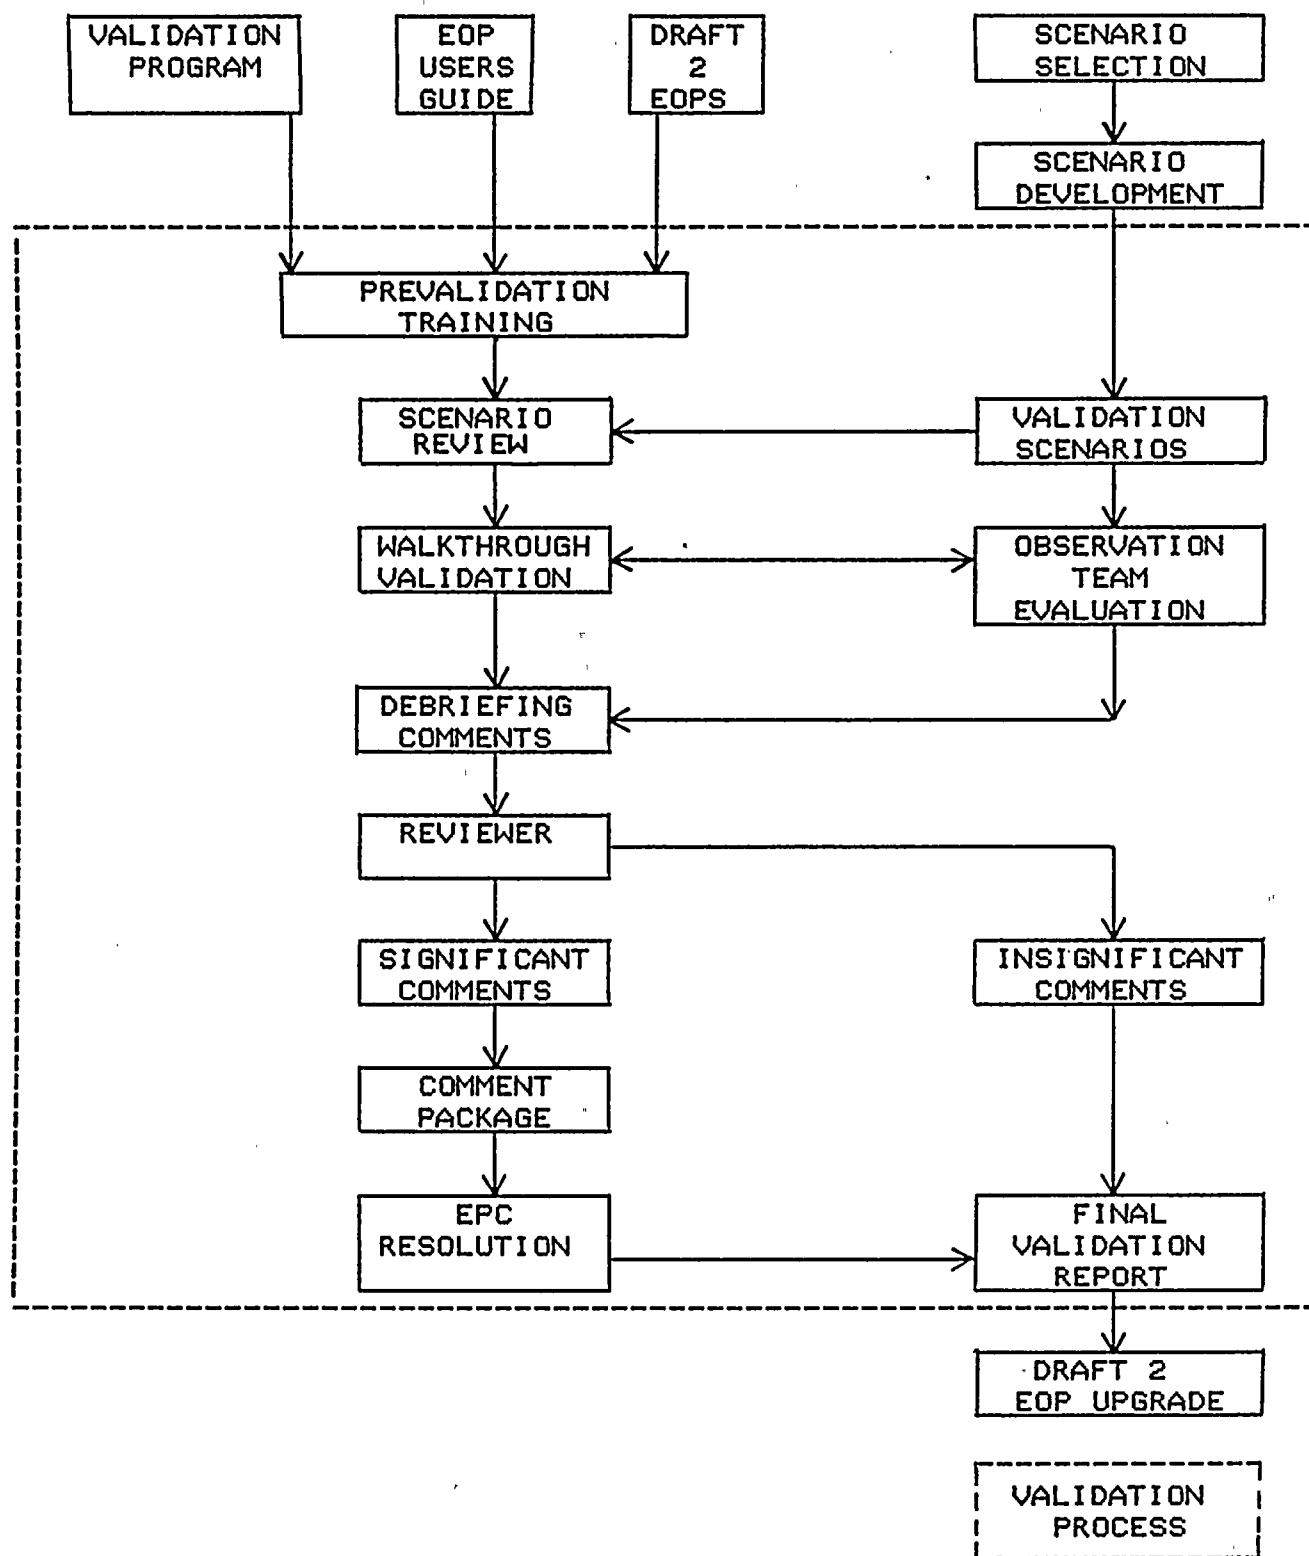 VALIDATION
PROGRAM
EOP
USERS
GUIDE
DRAFT
2
EOPS
SCENARIO
SELECTION
SCENARIO
DEVELOPMENT
PREVALIDATION
TRAINING
SCENARIO
REVIEW
VALIDATION
SCENARIOS
WALKTHROUGH
VALIDATION
OBSERVATION
TEAM
EVALUATION
DEBRIEFING
COMMENTS
REVIEWER
SIGNIFICANT
COMMENTS
INSIGNIFICANT
COMMENTS
COMMENT
PACKAGE
EPC
RESOLUTION
FINAL
VALIDATION
REPORT
DRAFT 2
EOP UPGRADE
VALIDATION
PROCESS